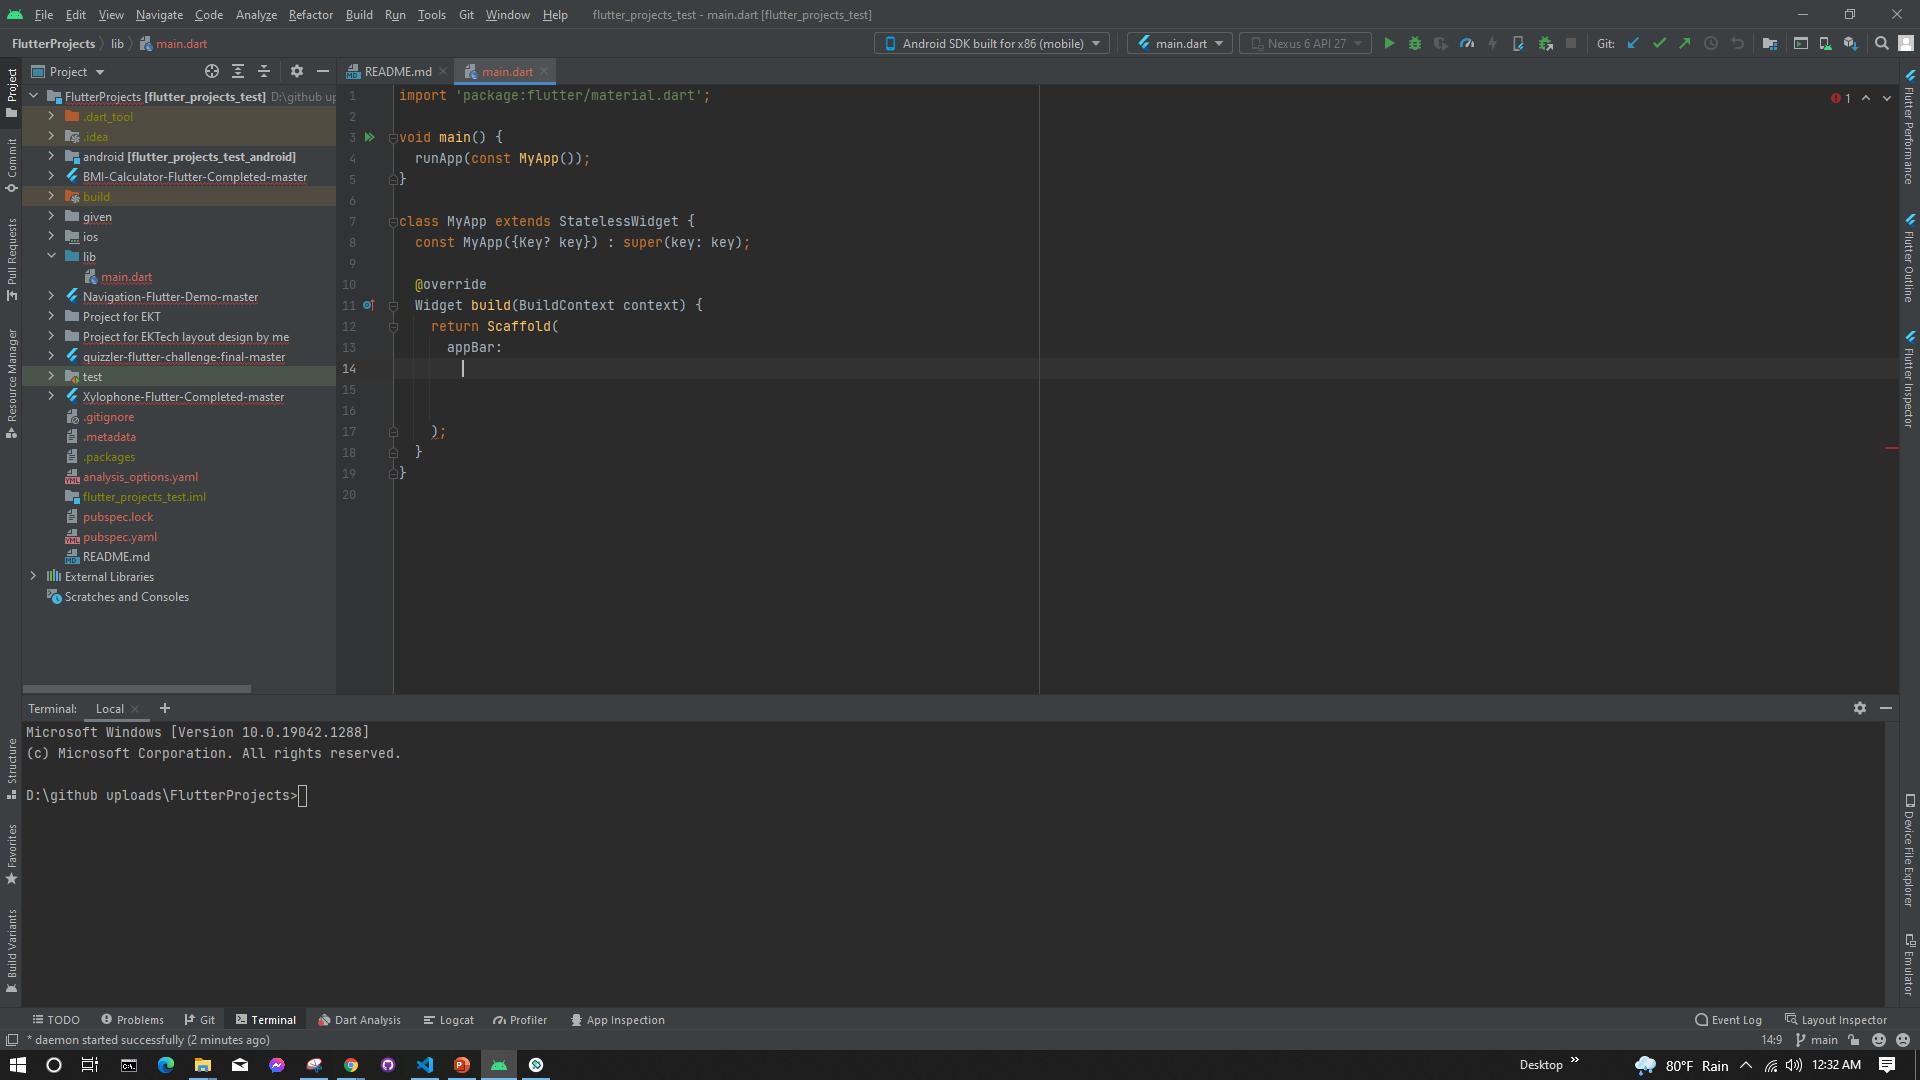 File Edit View Navigate Code Analyze Refactor Build Run Tools Git Window Help flutter_projects_test - main.dart [flutter_projects_test]
FlutterProjects lib main.dart Android SDK built for x86 (mobile) main.dart Nexus 6 API 27 Git:
Project README.md main.dart
FlutterProjects [flutter_projects_test] D:\github up
.dart_tool
.idea
android [flutter_projects_test_android]
BMI-Calculator-Flutter-Completed-master
build
given
ios
lib
main.dart
Navigation-Flutter-Demo-master
Project for EKT
Project for EKTech layout design by me
quizzler-flutter-challenge-final-master
test
Xylophone-Flutter-Completed-master
.gitignore
.metadata
.packages
analysis_options.yaml
flutter_projects_test.iml
pubspec.lock
pubspec.yaml
README.md
External Libraries
Scratches and Consoles
1 import 'package:flutter/material.dart';
2
3 void main() {
4 runApp(const MyApp());
5 }
6
7 class MyApp extends StatelessWidget {
8 const MyApp({Key? key}) : super(key: key);
9
10 @override
11 Widget build(BuildContext context) {
12 return Scaffold(
13 appBar:
14
15
16
17 );
18 }
19 }
20
1
Project
Commit
Pull Requests
Resource Manager
Structure
Favorites
Build Variants
Flutter Performance
Flutter Outline
Flutter Inspector
Device File Explorer
Emulator
Terminal: Local
Microsoft Windows [Version 10.0.19042.1288]
(c) Microsoft Corporation. All rights reserved.
D:\github uploads\FlutterProjects>
TODO Problems Git Terminal Dart Analysis Logcat Profiler App Inspection Event Log Layout Inspector
* daemon started successfully (2 minutes ago) 14:9 main
Desktop 80°F Rain 12:32 AM